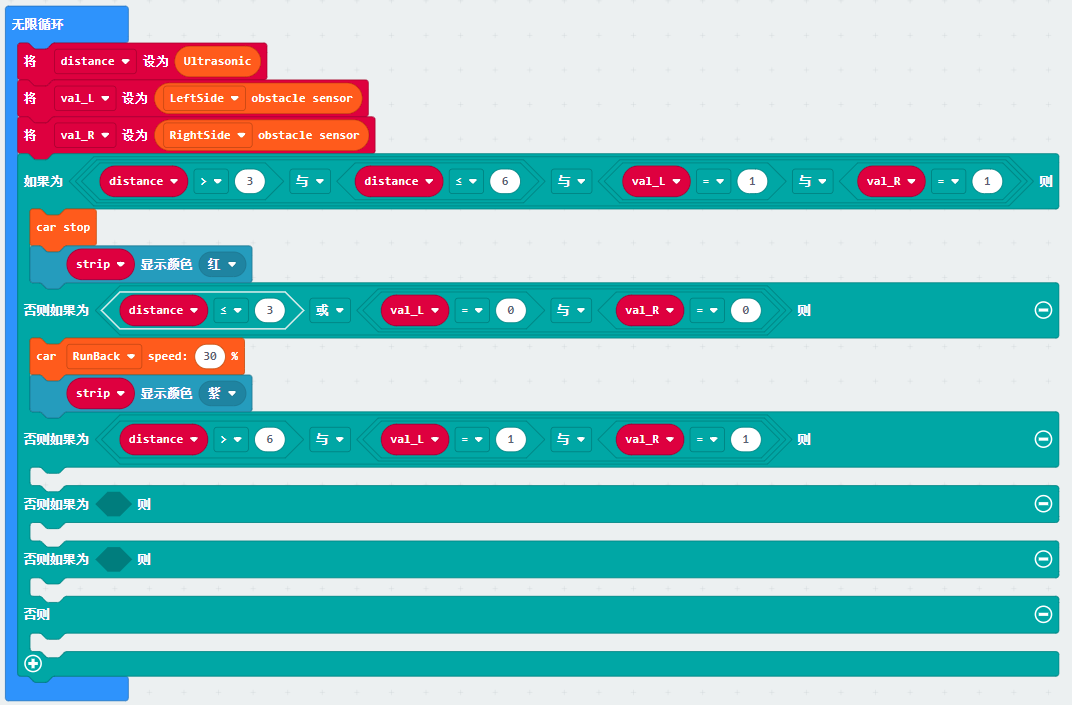 无限循环
将 distance 设为 Ultrasonic
将 val_L 设为 LeftSide obstacle sensor
将 val_R 设为 RightSide obstacle sensor
如果为 distance > 3 与 distance ≤ 6 与 val_L = 1 与 val_R = 1 则
car stop
strip 显示颜色 红
否则如果为 distance ≤ 3 或 val_L = 0 与 val_R = 0 则
car RunBack speed: 30 %
strip 显示颜色 紫
否则如果为 distance > 6 与 val_L = 1 与 val_R = 1 则
否则如果为 则
否则如果为 则
否则